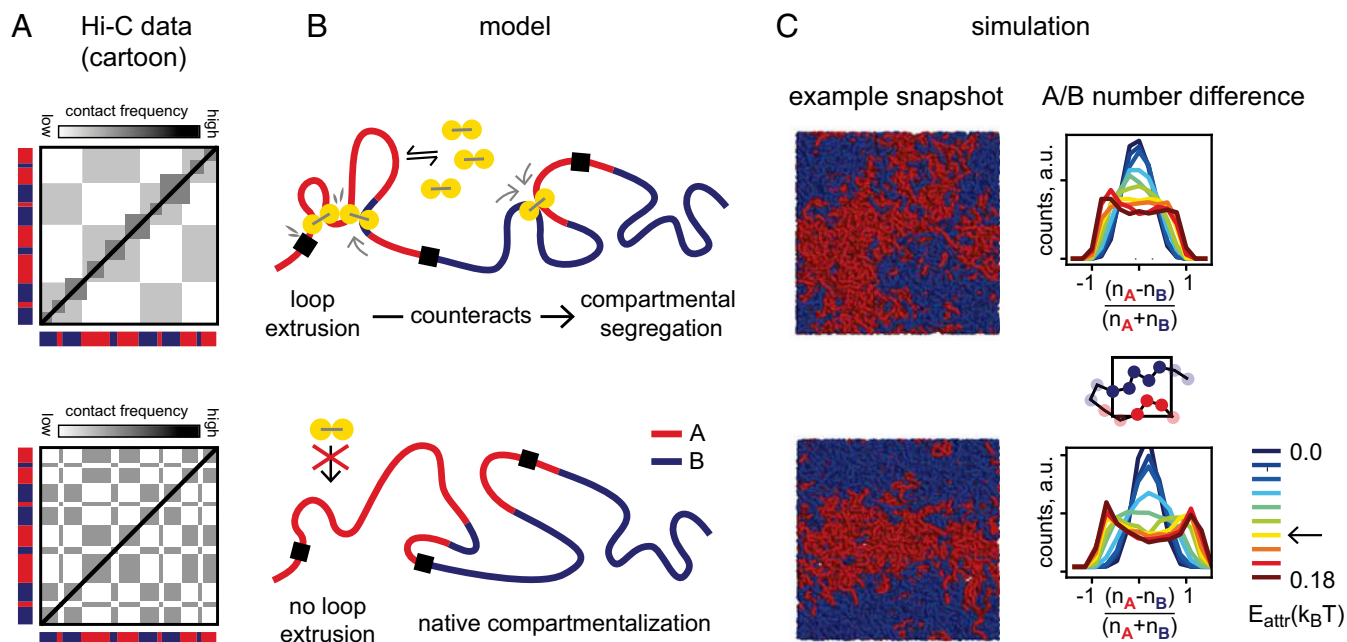 A
Hi-C data
(cartoon)
contact frequency
low
high
B
model
loop
extrusion
counteracts
compartmental
segregation
C
simulation
example snapshot
A/B number difference
counts, a.u.
-1
1
(nA-nB)
(nA+nB)
contact frequency
low
high
A
B
no loop
extrusion
native compartmentalization
counts, a.u.
-1
1
(nA-nB)
(nA+nB)
0.0
0.18
Eattr(kBT)